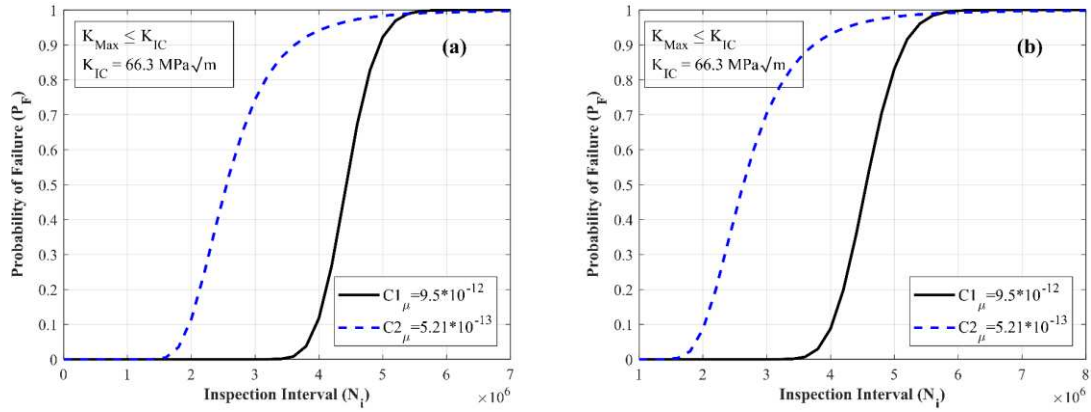 K_Max ≤ K_IC
K_IC = 66.3 MPa√m
(a)
1
0.9
0.8
0.7
0.6
0.5
0.4
0.3
0.2
0.1
0
Probability of Failure (P_F)
C1_μ=9.5*10^-12
C2_μ=5.21*10^-13
0 1 2 3 4 5 6 7
Inspection Interval (N_i)
×10^6
K_Max ≤ K_IC
K_IC = 66.3 MPa√m
(b)
1
0.9
0.8
0.7
0.6
0.5
0.4
0.3
0.2
0.1
0
Probability of Failure (P_F)
C1_μ=9.5*10^-12
C2_μ=5.21*10^-13
1 2 3 4 5 6 7 8
Inspection Interval (N_i)
×10^6